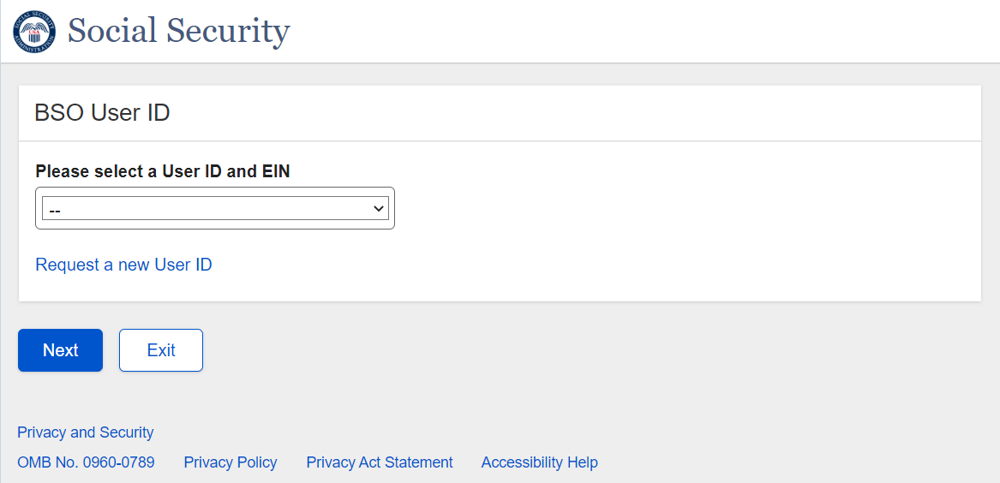 Social Security
BSO User ID
Please select a User ID and EIN
--
Request a new User ID
Next Exit
Privacy and Security
OMB No. 0960-0789 Privacy Policy Privacy Act Statement Accessibility Help